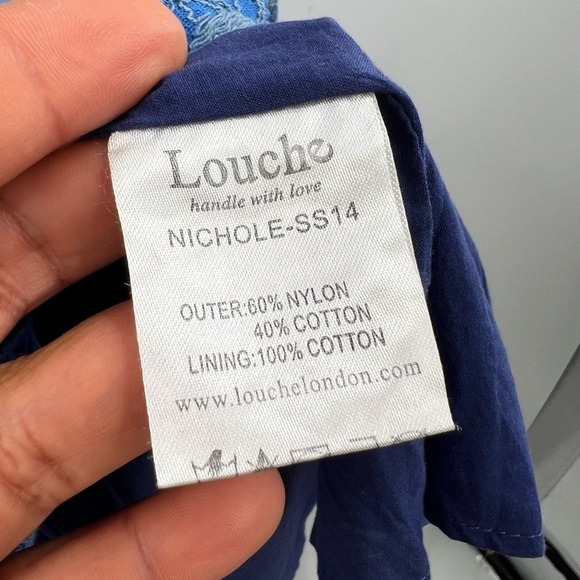 Louche
handle with love
NICHOLE-SS14
OUTER:60% NYLON
40% COTTON
LINING:100% COTTON
www.louchelondon.com